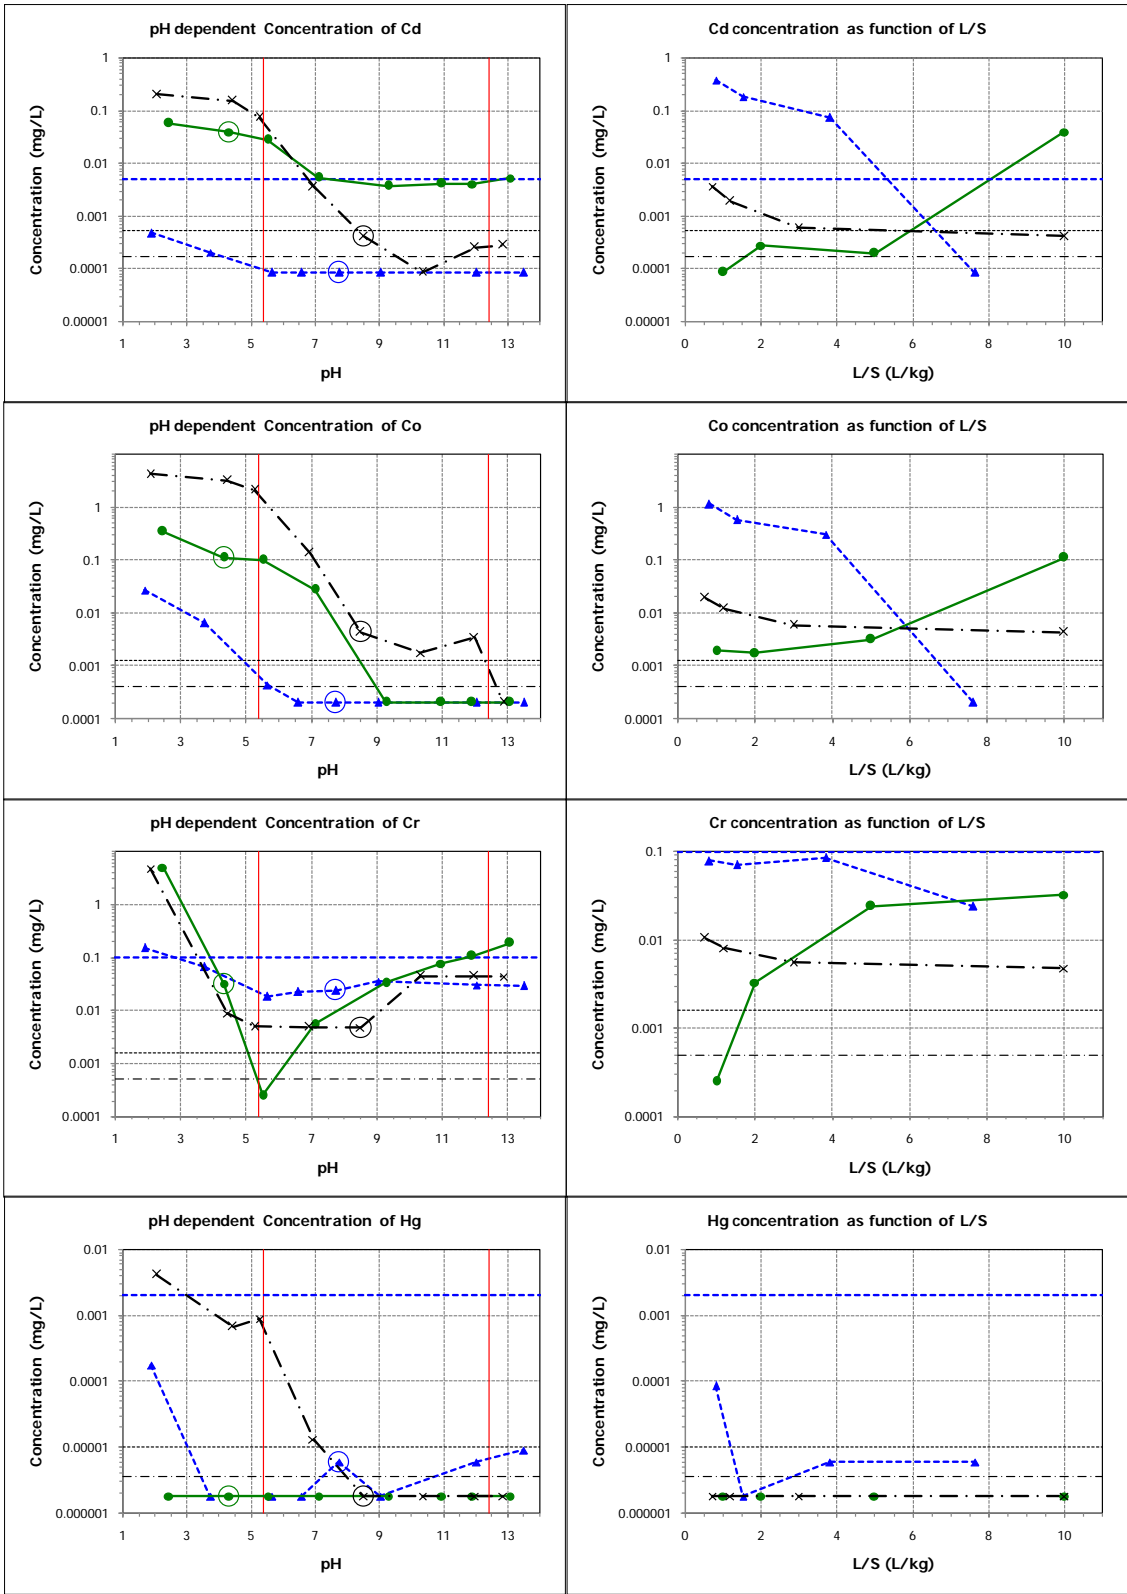 pH dependent Concentration of Cd
Concentration (mg/L)
1
0.1
0.01
0.001
0.0001
0.00001
1 3 5 7 9 11 13
pH
Cd concentration as function of L/S
Concentration (mg/L)
1
0.1
0.01
0.001
0.0001
0.00001
0 2 4 6 8 10
L/S (L/kg)
pH dependent Concentration of Co
Concentration (mg/L)
1
0.1
0.01
0.001
0.0001
1 3 5 7 9 11 13
pH
Co concentration as function of L/S
Concentration (mg/L)
1
0.1
0.01
0.001
0.0001
0 2 4 6 8 10
L/S (L/kg)
pH dependent Concentration of Cr
Concentration (mg/L)
1
0.1
0.01
0.001
0.0001
1 3 5 7 9 11 13
pH
Cr concentration as function of L/S
Concentration (mg/L)
0.1
0.01
0.001
0.0001
0 2 4 6 8 10
L/S (L/kg)
pH dependent Concentration of Hg
Concentration (mg/L)
0.01
0.001
0.0001
0.00001
0.000001
1 3 5 7 9 11 13
pH
Hg concentration as function of L/S
Concentration (mg/L)
0.01
0.001
0.0001
0.00001
0.000001
0 2 4 6 8 10
L/S (L/kg)